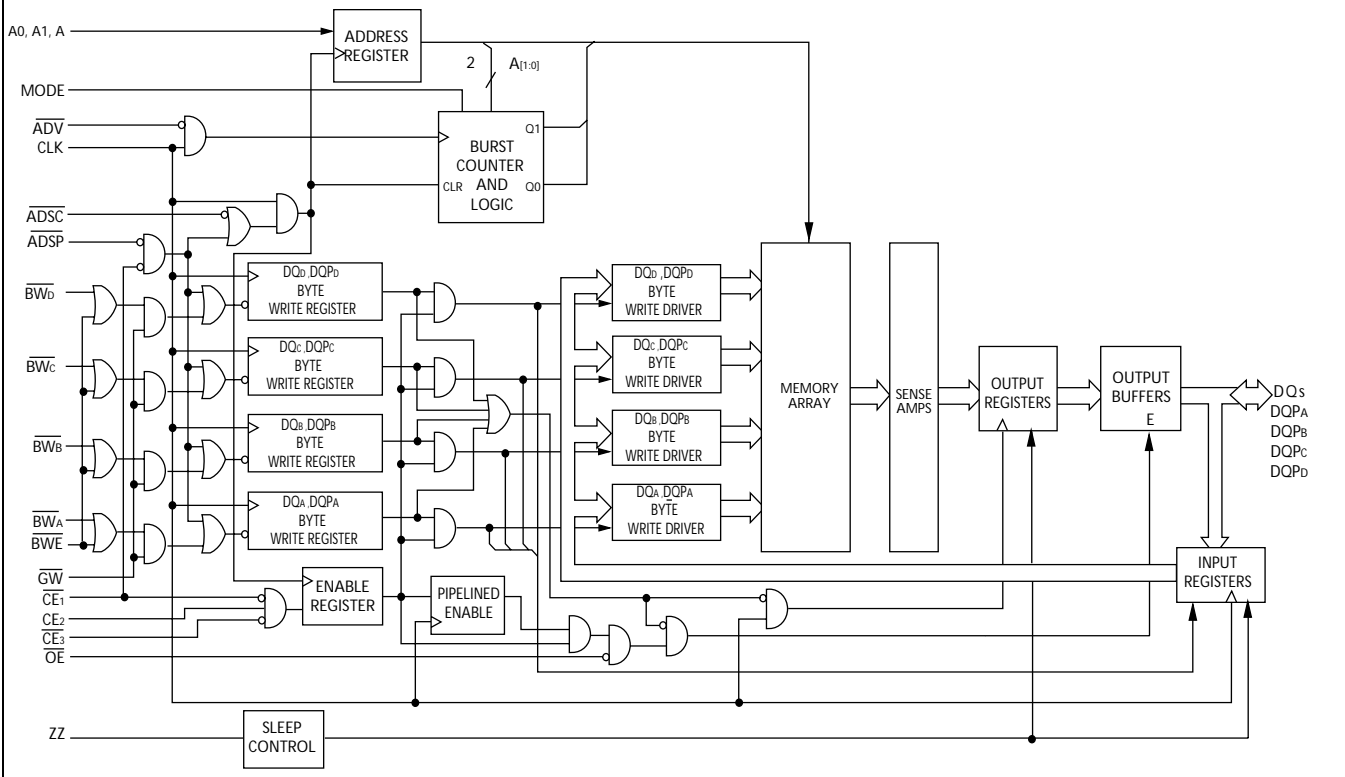 A0, A1, A
ADDRESS
REGISTER
2
A[1:0]
MODE
ADV
CLK
BURST
COUNTER
AND
LOGIC
CLR
Q1
Q0
ADSC
ADSP
BWD
BWC
BWB
BWA
BWE
GW
CE1
CE2
CE3
OE
ZZ
DQD ,DQPD
BYTE
WRITE REGISTER
DQC ,DQPC
BYTE
WRITE REGISTER
DQB ,DQPB
BYTE
WRITE REGISTER
DQA ,DQPA
BYTE
WRITE REGISTER
ENABLE
REGISTER
PIPELINED
ENABLE
SLEEP
CONTROL
DQD ,DQPD
BYTE
WRITE DRIVER
DQC ,DQPC
BYTE
WRITE DRIVER
DQB ,DQPB
BYTE
WRITE DRIVER
DQA ,DQPA
BYTE
WRITE DRIVER
MEMORY
ARRAY
SENSE
AMPS
OUTPUT
REGISTERS
OUTPUT
BUFFERS
E
DQs
DQPA
DQPB
DQPC
DQPD
INPUT
REGISTERS